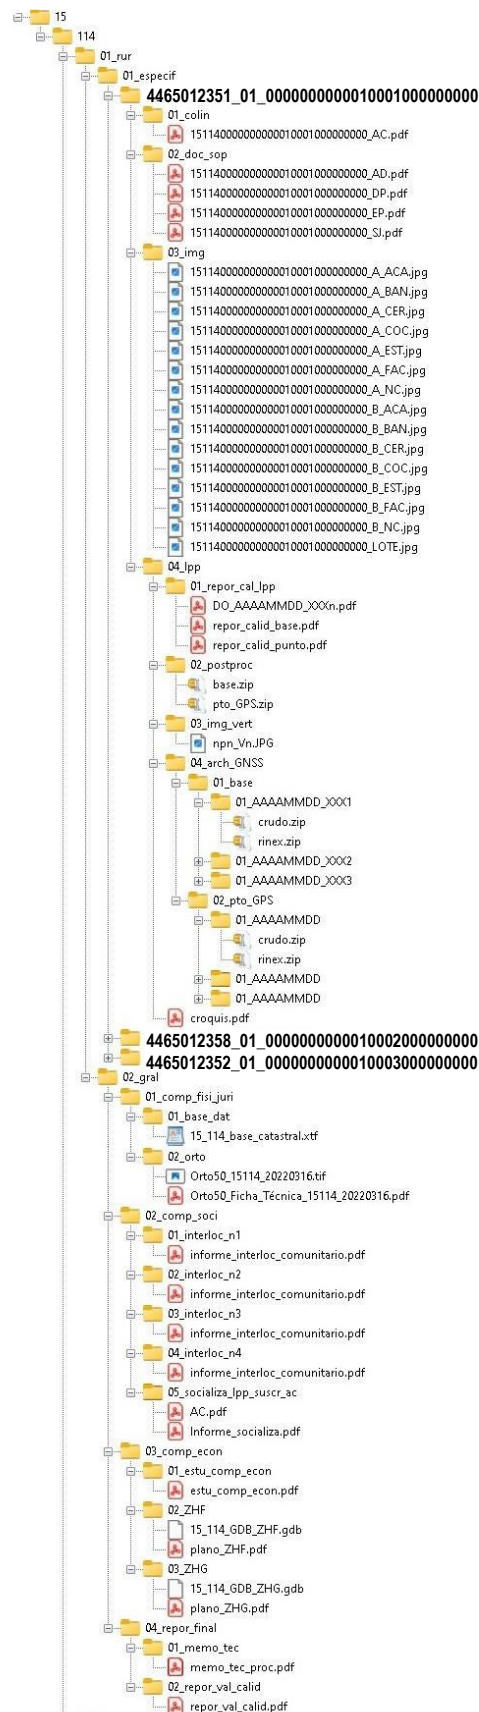 15
114
01_rur
01_especif
4465012351_01_0000000000010001000000000
01_colin
151140000000000010001000000000_AC.pdf
02_doc_sop
151140000000000010001000000000_AD.pdf
151140000000000010001000000000_DP.pdf
151140000000000010001000000000_EP.pdf
151140000000000010001000000000_SJ.pdf
03_img
151140000000000010001000000000_A_ACA.jpg
151140000000000010001000000000_A_BAN.jpg
151140000000000010001000000000_A_CER.jpg
151140000000000010001000000000_A_COC.jpg
151140000000000010001000000000_A_EST.jpg
151140000000000010001000000000_A_FAC.jpg
151140000000000010001000000000_A_NC.jpg
151140000000000010001000000000_B_ACA.jpg
151140000000000010001000000000_B_BAN.jpg
151140000000000010001000000000_B_CER.jpg
151140000000000010001000000000_B_COC.jpg
151140000000000010001000000000_B_EST.jpg
151140000000000010001000000000_B_FAC.jpg
151140000000000010001000000000_B_NC.jpg
151140000000000010001000000000_LOTE.jpg
04_lpp
01_repor_cal_lpp
DO_AAAAMMDD_XXXn.pdf
repor_calid_base.pdf
repor_calid_punto.pdf
02_postproc
base.zip
pto_GPS.zip
03_img_vert
npn_Vn.JPG
04_arch_GNSS
01_base
01_AAAAMMDD_XXX1
crudo.zip
rinex.zip
01_AAAAMMDD_XXX2
01_AAAAMMDD_XXX3
02_pto_GPS
01_AAAAMMDD
crudo.zip
rinex.zip
01_AAAAMMDD
01_AAAAMMDD
croquis.pdf
4465012358_01_0000000000010002000000000
4465012352_01_0000000000010003000000000
02_gral
01_comp_fisi_juri
01_base_dat
15_114_base_catastral.xtf
02_orto
Orto50_15114_20220316.tif
Orto50_Ficha_Técnica_15114_20220316.pdf
02_comp_soci
01_interloc_n1
informe_interloc_comunitario.pdf
02_interloc_n2
informe_interloc_comunitario.pdf
03_interloc_n3
informe_interloc_comunitario.pdf
04_interloc_n4
informe_interloc_comunitario.pdf
05_socializa_lpp_suscr_ac
AC.pdf
Informe_socializa.pdf
03_comp_econ
01_estu_comp_econ
estu_comp_econ.pdf
02_ZHF
15_114_GDB_ZHF.gdb
plano_ZHF.pdf
03_ZHG
15_114_GDB_ZHG.gdb
plano_ZHG.pdf
04_repor_final
01_memo_tec
memo_tec_proc.pdf
02_repor_val_calid
repor_val_calid.pdf